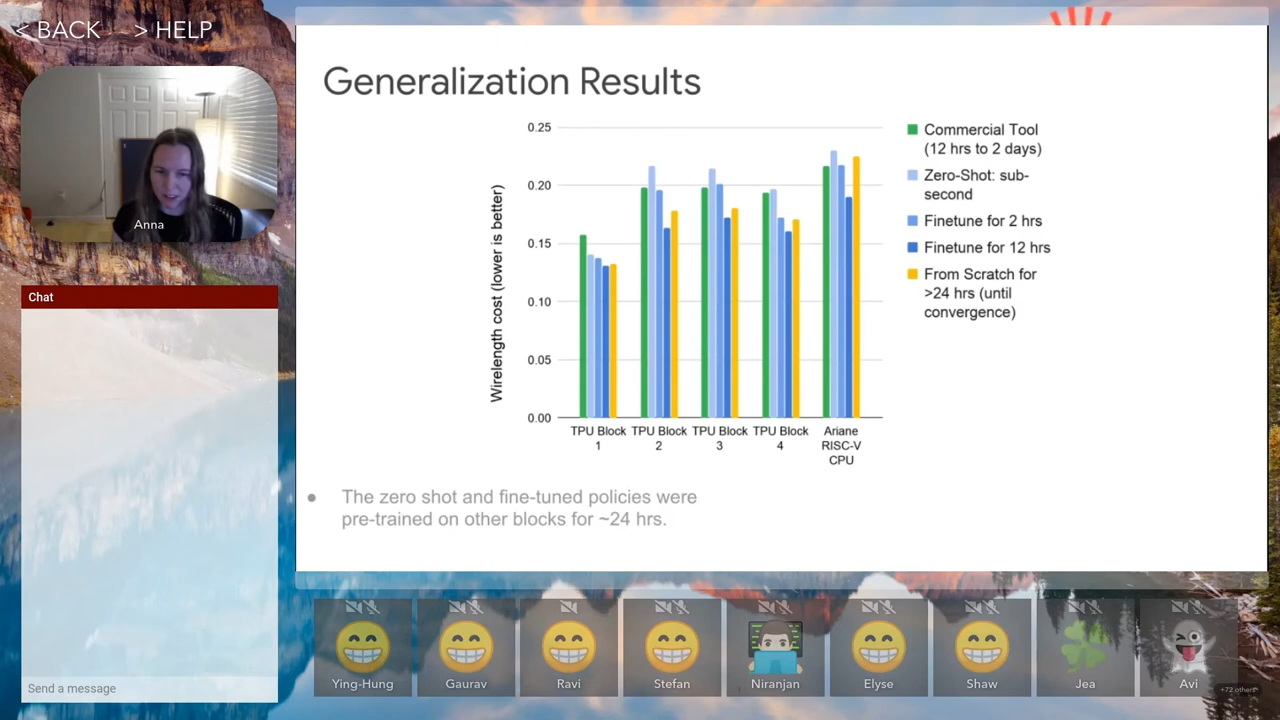 < BACK
> HELP
Anna
Chat
Send a message
Generalization Results
Wirelength cost (lower is better)
0.25
0.20
0.15
0.10
0.05
0.00
TPU Block 1
TPU Block 2
TPU Block 3
TPU Block 4
Ariane
RISC-V
CPU
Commercial Tool
(12 hrs to 2 days)
Zero-Shot: sub-
second
Finetune for 2 hrs
Finetune for 12 hrs
From Scratch for
>24 hrs (until
convergence)
● The zero shot and fine-tuned policies were
pre-trained on other blocks for ~24 hrs.
Ying-Hung
Gaurav
Ravi
Stefan
Niranjan
Elyse
Shaw
Jea
Avi
+72 others